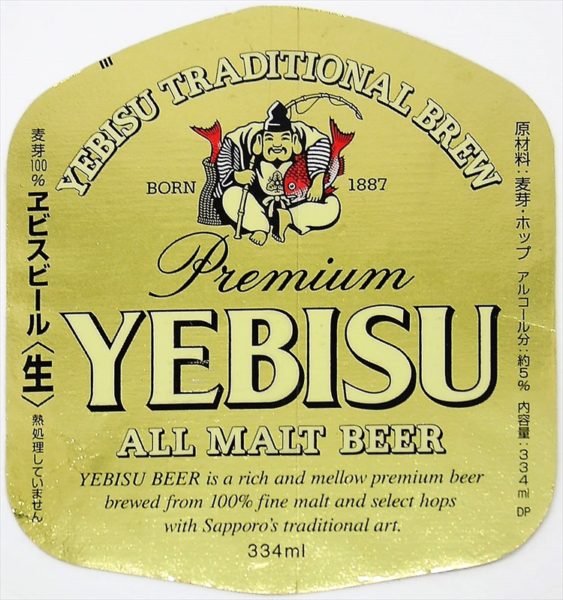 YEBISU TRADITIONAL BREW
BORN 1887
Premium
YEBISU
ALL MALT BEER
YEBISU BEER is a rich and mellow premium beer
brewed from 100% fine malt and select hops
with Sapporo's traditional art.
334ml
麦芽100% ヱビスビール〈生〉 熱処理していません
原材料:麦芽・ホップ アルコール分:約5% 内容量:334ml DP